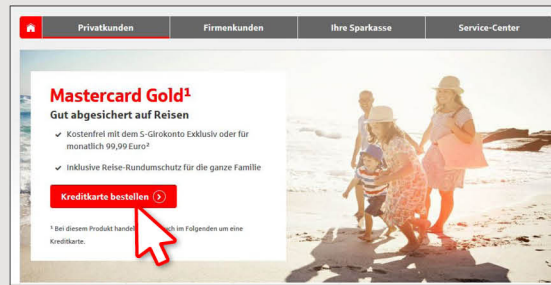 Privatkunden Firmenkunden Ihre Sparkasse Service-Center
Mastercard Gold¹
Gut abgesichert auf Reisen
✓ Kostenfrei mit dem S-Girokonto Exklusiv oder für
monatlich 99,99 Euro²
✓ Inklusive Reise-Rundumschutz für die ganze Familie
Kreditkarte bestellen
¹ Bei diesem Produkt im Folgenden um eine
Kreditkarte.